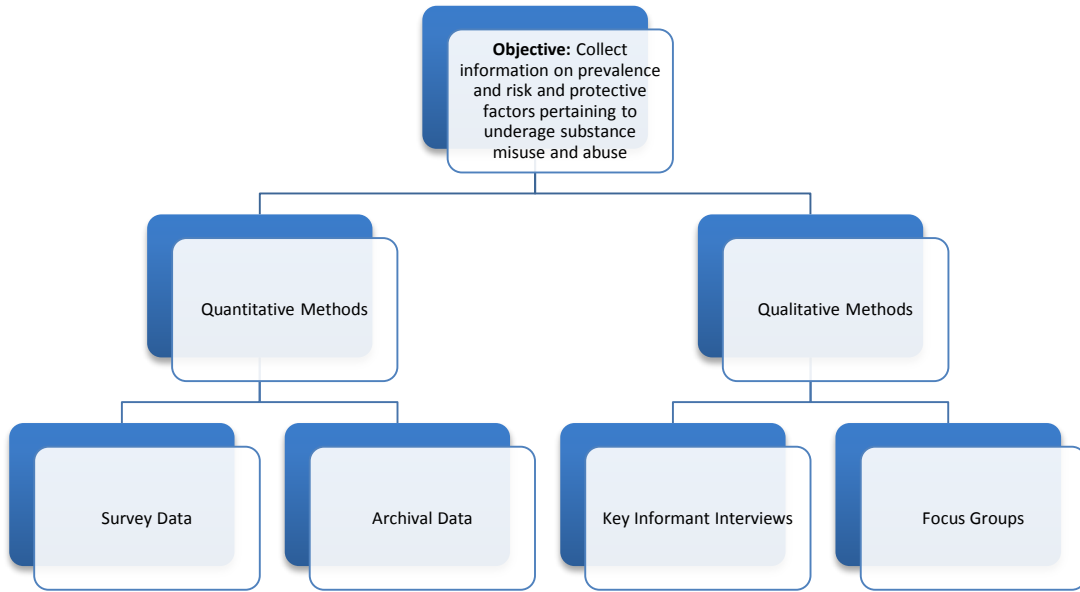 Objective: Collect
information on prevalence
and risk and protective
factors pertaining to
underage substance
misuse and abuse
Quantitative Methods
Qualitative Methods
Survey Data
Archival Data
Key Informant Interviews
Focus Groups